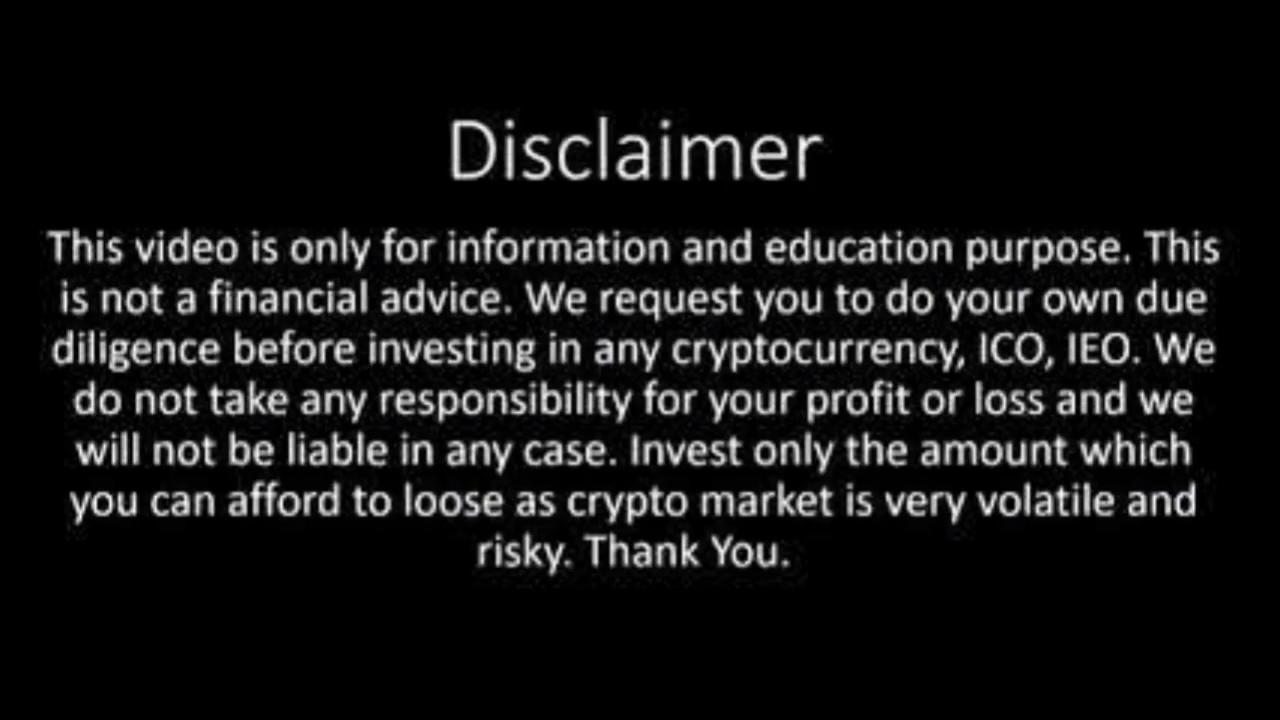 Disclaimer
This video is only for information and education purpose. This
is not a financial advice. We request you to do your own due
diligence before investing in any cryptocurrency, ICO, IEO. We
do not take any responsibility for your profit or loss and we
will not be liable in any case. Invest only the amount which
you can afford to loose as crypto market is very volatile and
risky. Thank You.